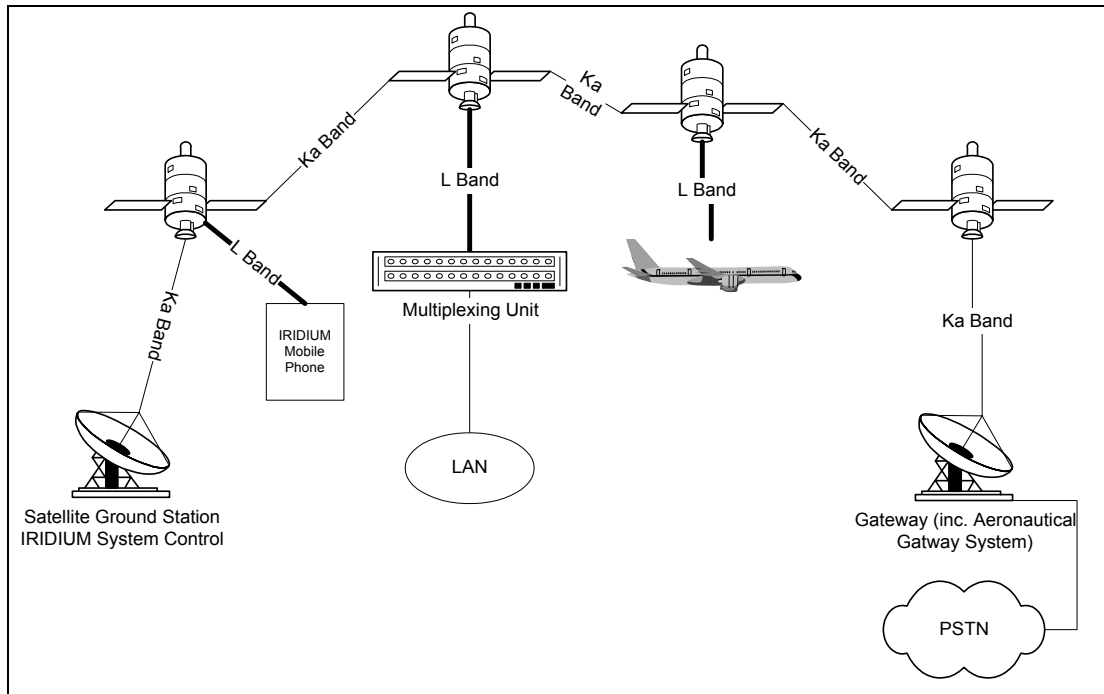 Ka
Band
Ka Band
Ka Band
L Band
L Band
L Band
Ka Band
IRIDIUM
Mobile
Phone
Multiplexing Unit
Ka Band
LAN
Satellite Ground Station
IRIDIUM System Control
Gateway (inc. Aeronautical
Gatway System)
PSTN